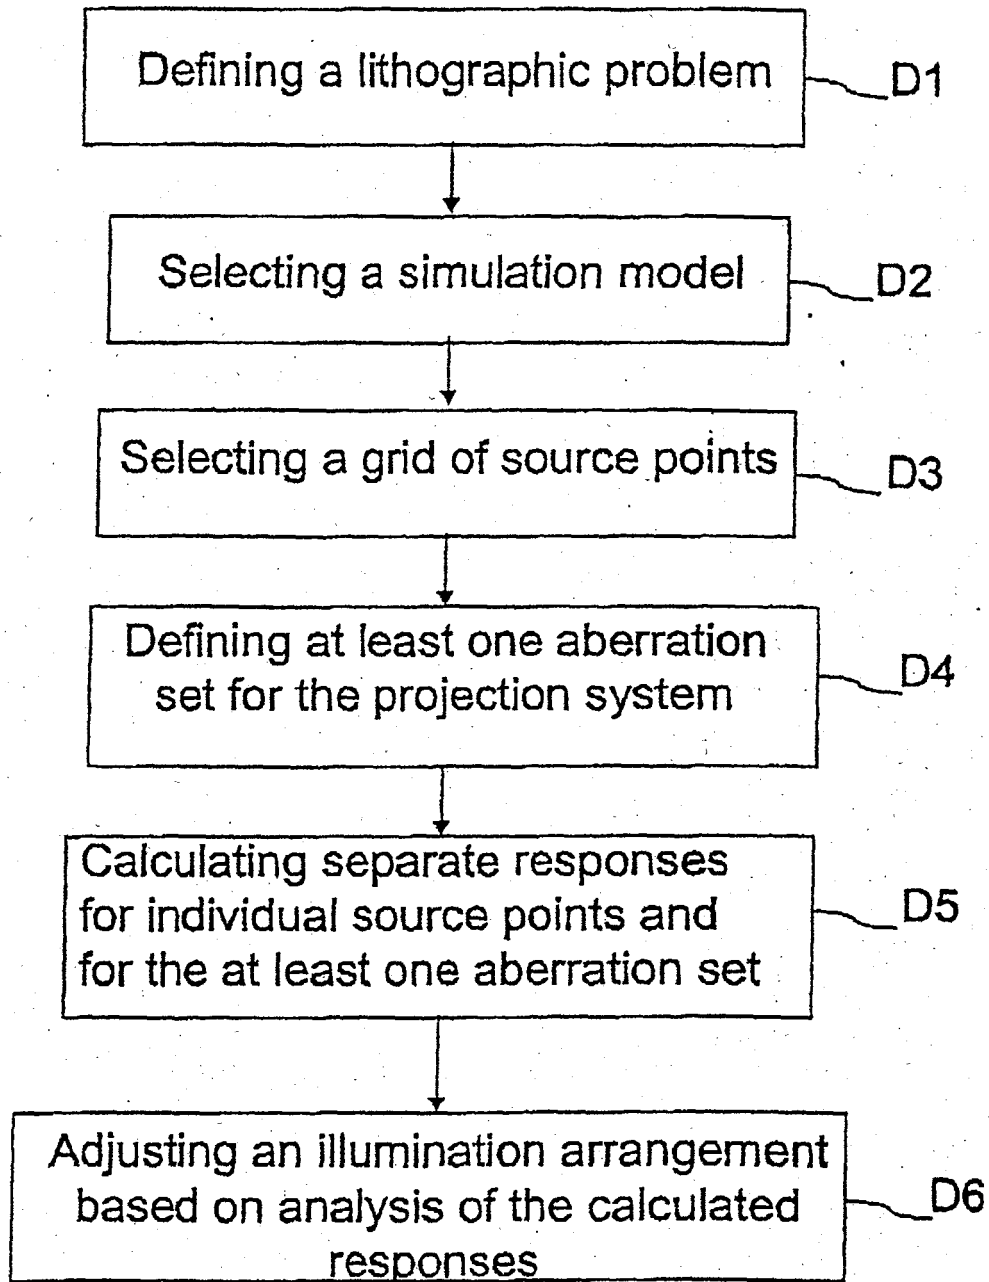 Defining a lithographic problem
D1
Selecting a simulation model
D2
Selecting a grid of source points
D3
Defining at least one aberration
set for the projection system
D4
Calculating separate responses
for individual source points and
for the at least one aberration set
D5
Adjusting an illumination arrangement
based on analysis of the calculated
responses
D6